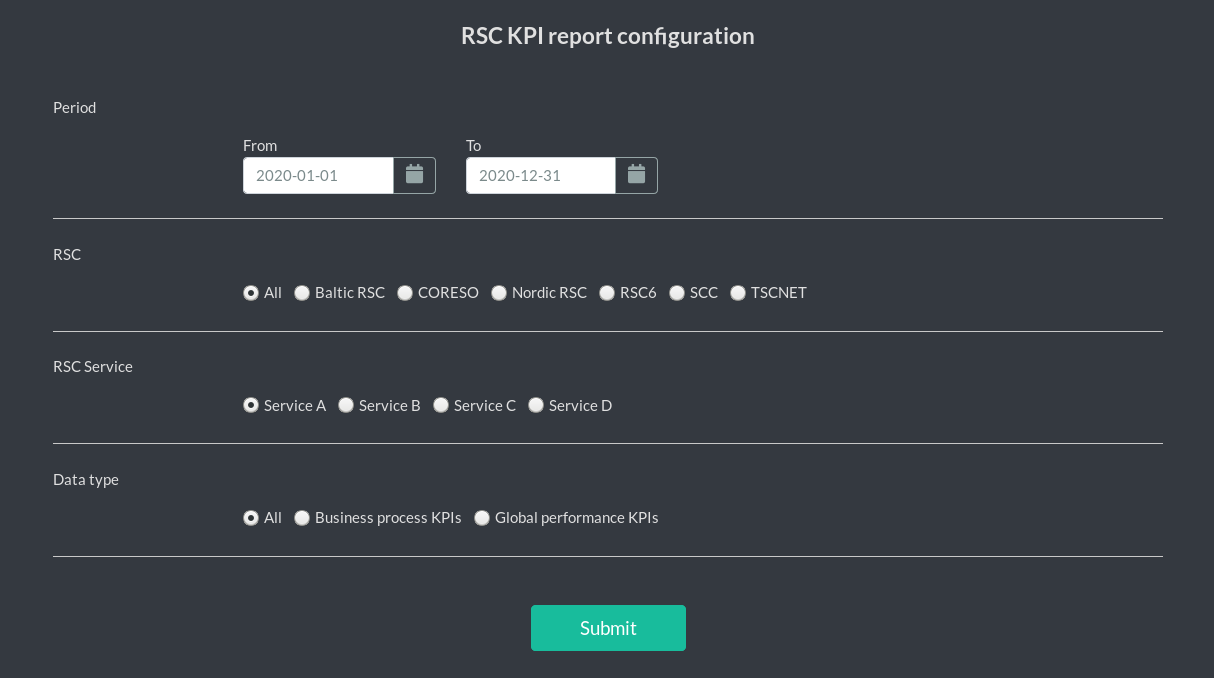 RSC KPI report configuration
Period
From To
2020-01-01 2020-12-31
RSC
All Baltic RSC CORESO Nordic RSC RSC6 SCC TSCNET
RSC Service
Service A Service B Service C Service D
Data type
All Business process KPIs Global performance KPIs
Submit